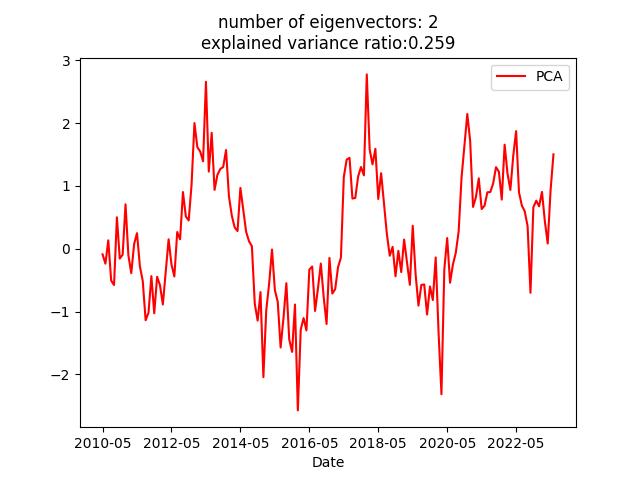 number of eigenvectors: 2
explained variance ratio:0.259
PCA
3
2
1
0
−1
−2
2010-05 2012-05 2014-05 2016-05 2018-05 2020-05 2022-05
Date